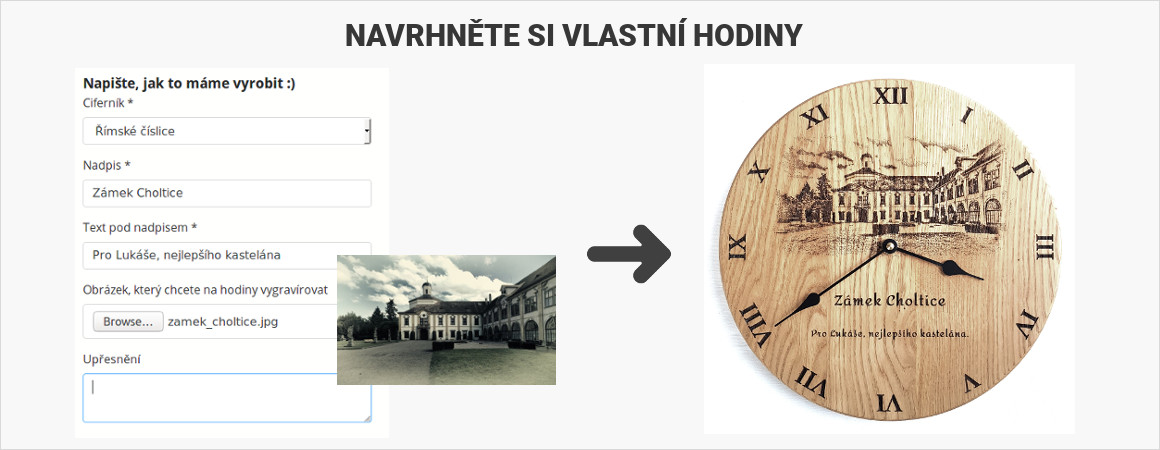 NAVRHNĚTE SI VLASTNÍ HODINY
Napište, jak to máme vyrobit :)
Ciferník *
Římské číslice
Nadpis *
Zámek Choltice
Text pod nadpisem *
Pro Lukáše, nejlepšího kastelána
Obrázek, který chcete na hodiny vygravírovat
Browse... zamek_choltice.jpg
Upřesnění
XII
I
II
III
IV
V
VI
VII
VIII
IX
X
XI
Zámek Choltice
Pro Lukáše, nejlepšího kastelána.